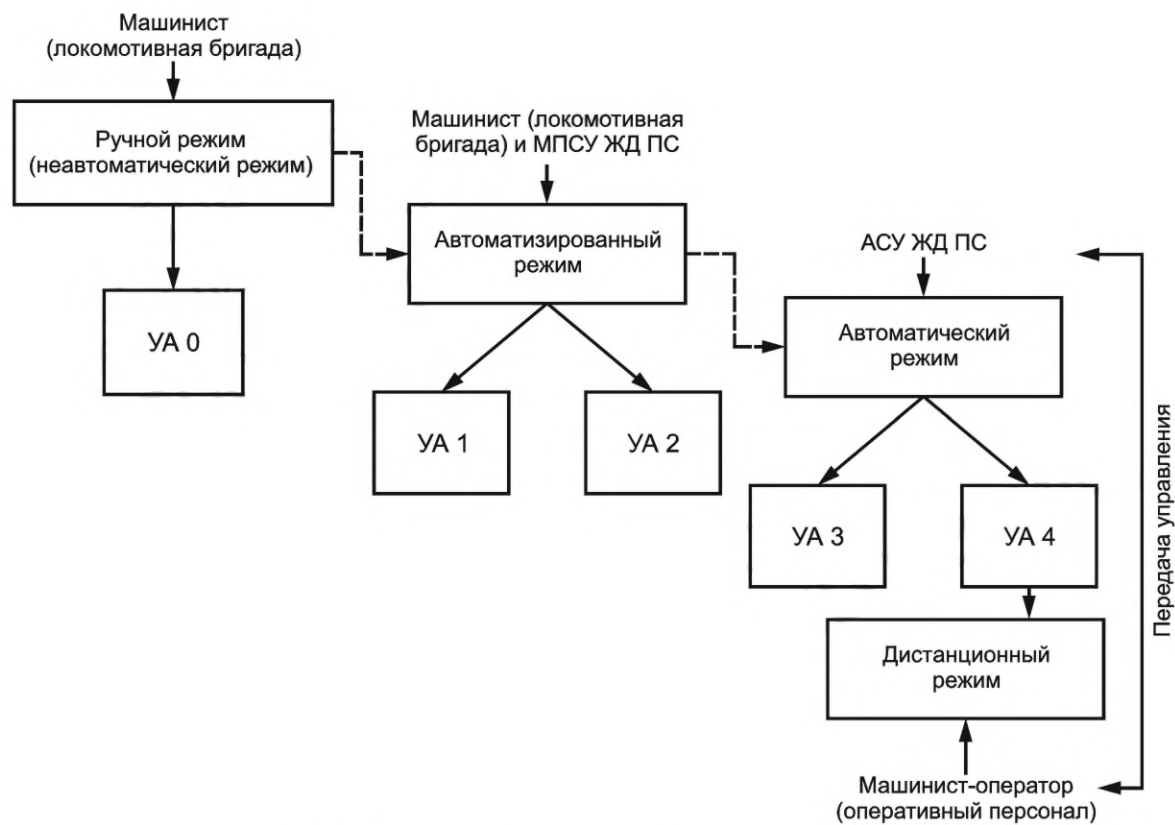 Машинист
(локомотивная бригада)
Ручной режим
(неавтоматический режим)
УА 0
Машинист (локомотивная
бригада) и МПСУ ЖД ПС
Автоматизированный
режим
УА 1
УА 2
АСУ ЖД ПС
Автоматический
режим
УА 3
УА 4
Дистанционный
режим
Машинист-оператор
(оперативный персонал)
Передача управления